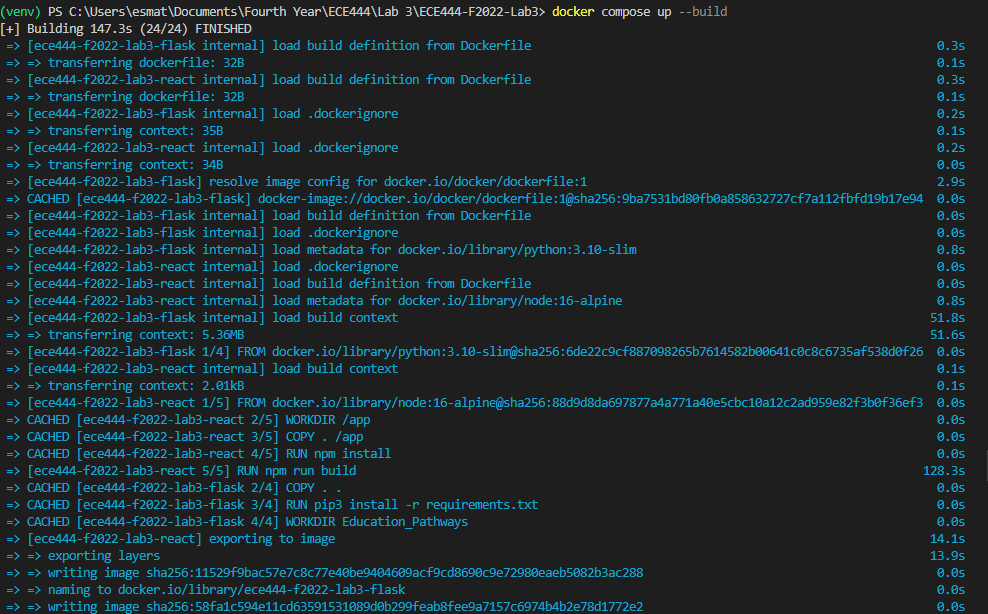 (venv) PS C:\Users\esmat\Documents\Fourth Year\ECE444\Lab 3\ECE444-F2022-Lab3> docker compose up --build
[+] Building 147.3s (24/24) FINISHED
=> [ece444-f2022-lab3-flask internal] load build definition from Dockerfile 0.3s
=> => transferring dockerfile: 32B 0.1s
=> [ece444-f2022-lab3-react internal] load build definition from Dockerfile 0.3s
=> => transferring dockerfile: 32B 0.1s
=> [ece444-f2022-lab3-flask internal] load .dockerignore 0.2s
=> => transferring context: 35B 0.1s
=> [ece444-f2022-lab3-react internal] load .dockerignore 0.2s
=> => transferring context: 34B 0.0s
=> [ece444-f2022-lab3-flask] resolve image config for docker.io/docker/dockerfile:1 2.9s
=> CACHED [ece444-f2022-lab3-flask] docker-image://docker.io/docker/dockerfile:1@sha256:9ba7531bd80fb0a858632727cf7a112fbfd19b17e94 0.0s
=> [ece444-f2022-lab3-flask internal] load build definition from Dockerfile 0.0s
=> [ece444-f2022-lab3-flask internal] load .dockerignore 0.0s
=> [ece444-f2022-lab3-flask internal] load metadata for docker.io/library/python:3.10-slim 0.8s
=> [ece444-f2022-lab3-react internal] load .dockerignore 0.0s
=> [ece444-f2022-lab3-react internal] load build definition from Dockerfile 0.0s
=> [ece444-f2022-lab3-react internal] load metadata for docker.io/library/node:16-alpine 0.8s
=> [ece444-f2022-lab3-flask internal] load build context 51.8s
=> => transferring context: 5.36MB 51.6s
=> [ece444-f2022-lab3-flask 1/4] FROM docker.io/library/python:3.10-slim@sha256:6de22c9cf887098265b7614582b00641c0c8c6735af538d0f26 0.0s
=> [ece444-f2022-lab3-react internal] load build context 0.1s
=> => transferring context: 2.01kB 0.1s
=> [ece444-f2022-lab3-react 1/5] FROM docker.io/library/node:16-alpine@sha256:88d9d8da697877a4a771a40e5cbc10a12c2ad959e82f3b0f36ef3 0.0s
=> CACHED [ece444-f2022-lab3-react 2/5] WORKDIR /app 0.0s
=> CACHED [ece444-f2022-lab3-react 3/5] COPY . /app 0.0s
=> CACHED [ece444-f2022-lab3-react 4/5] RUN npm install 0.0s
=> [ece444-f2022-lab3-react 5/5] RUN npm run build 128.3s
=> CACHED [ece444-f2022-lab3-flask 2/4] COPY . . 0.0s
=> CACHED [ece444-f2022-lab3-flask 3/4] RUN pip3 install -r requirements.txt 0.0s
=> CACHED [ece444-f2022-lab3-flask 4/4] WORKDIR Education_Pathways 0.0s
=> [ece444-f2022-lab3-react] exporting to image 14.1s
=> => exporting layers 13.9s
=> => writing image sha256:11529f9bac57e7c8c77e40be9404609acf9cd8690c9e72980eaeb5082b3ac288 0.0s
=> => naming to docker.io/library/ece444-f2022-lab3-flask 0.0s
=> => writing image sha256:58fa1c594e11cd63591531089d0b299feab8fee9a7157c6974b4b2e78d1772e2 0.0s